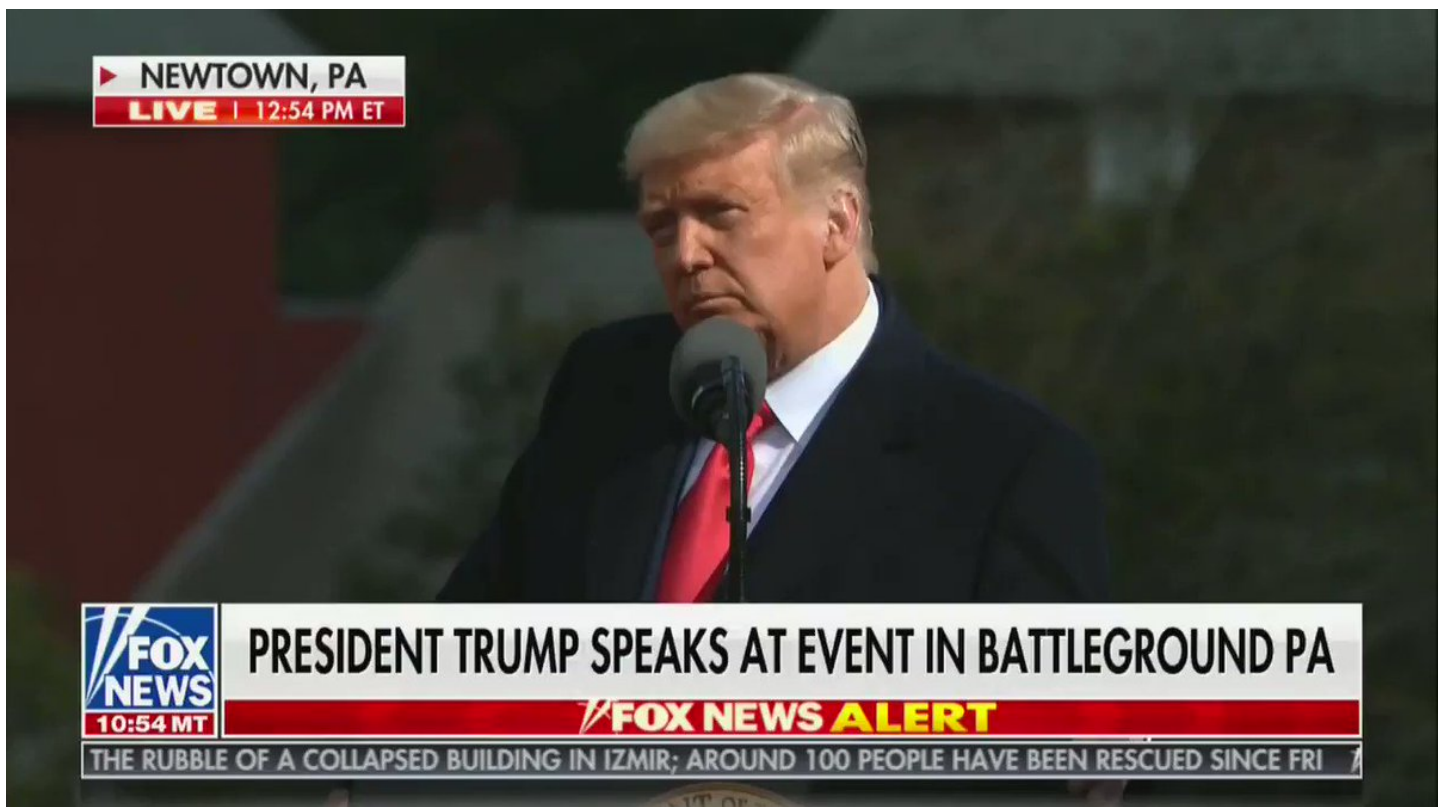 NEWTOWN, PA
LIVE | 12:54 PM ET
PRESIDENT TRUMP SPEAKS AT EVENT IN BATTLEGROUND PA
FOX
NEWS
10:54 MT
FOX NEWS ALERT
THE RUBBLE OF A COLLAPSED BUILDING IN IZMIR; AROUND 100 PEOPLE HAVE BEEN RESCUED SINCE FRI